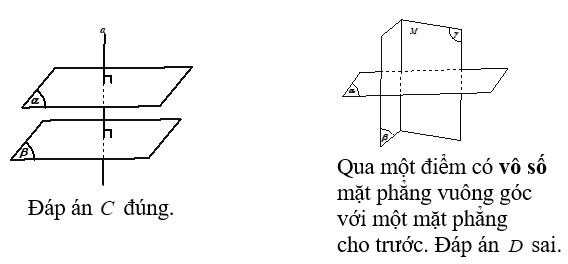 a
α
β
Đáp án C đúng.
M
γ
α
β
Qua một điểm có vô số
mặt phẳng vuông góc
với một mặt phẳng
cho trước. Đáp án D sai.